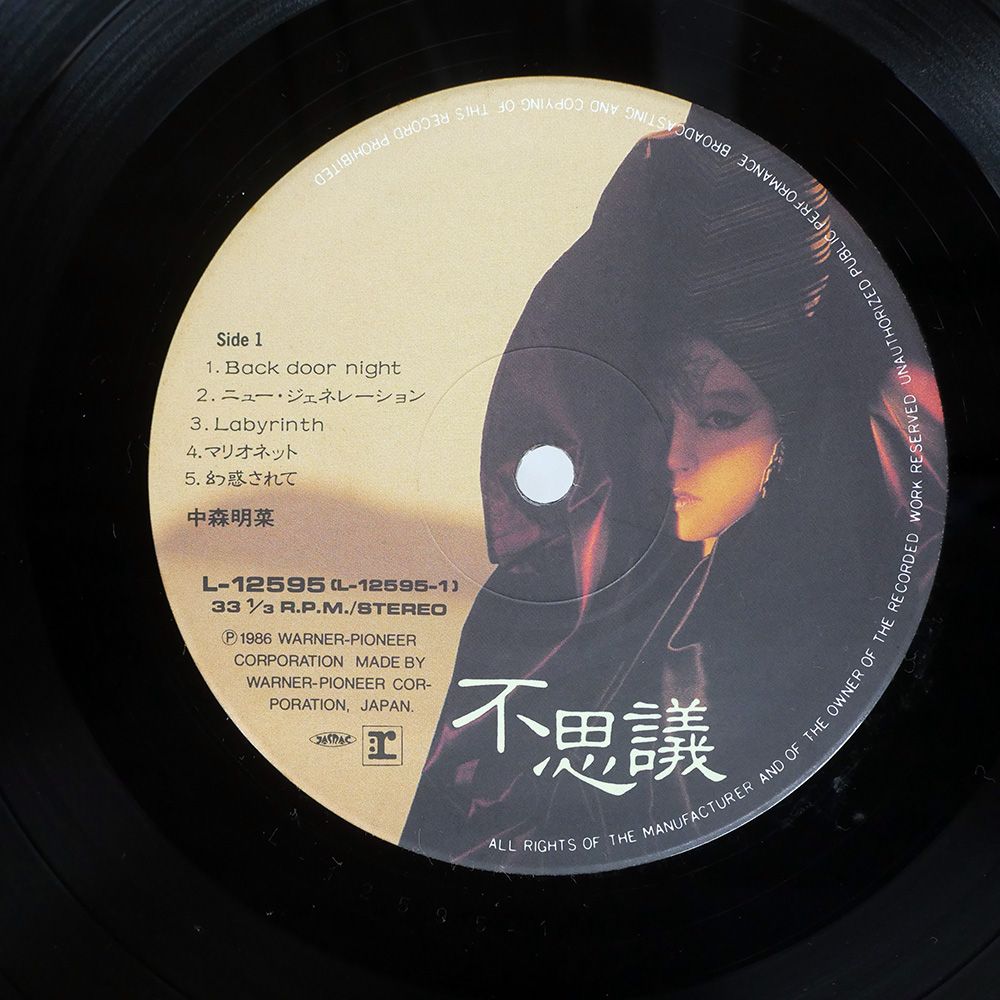 Side 1
1. Back door night
2. ニュー・ジェネレーション
3. Labyrinth
4. マリオネット
5. 幻惑されて
中森明菜
L-12595 (L-12595-1)
33 1/3 R.P.M./STEREO
Ⓟ 1986 WARNER-PIONEER
CORPORATION MADE BY
WARNER-PIONEER COR-
PORATION, JAPAN.
JASRAC
r
不思議
ALL RIGHTS OF THE MANUFACTURER AND OF THE OWNER OF THE RECORDED WORK RESERVED UNAUTHORIZED PUBLIC PERFORMANCE BROADCASTING AND COPYING OF THIS RECORD PROHIBITED